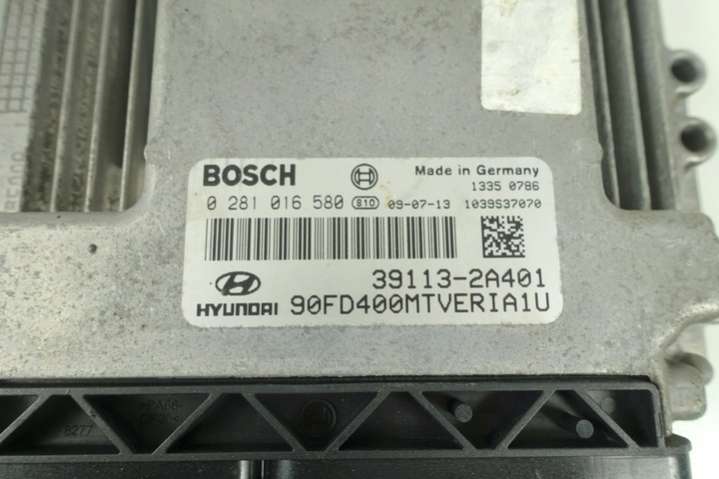 BOSCH
Made in Germany
1335 0786
0 281 016 580 810 09-07-13 1039S37070
39113-2A401
HYUNDAI 90FD400MTVERIA1U
8277